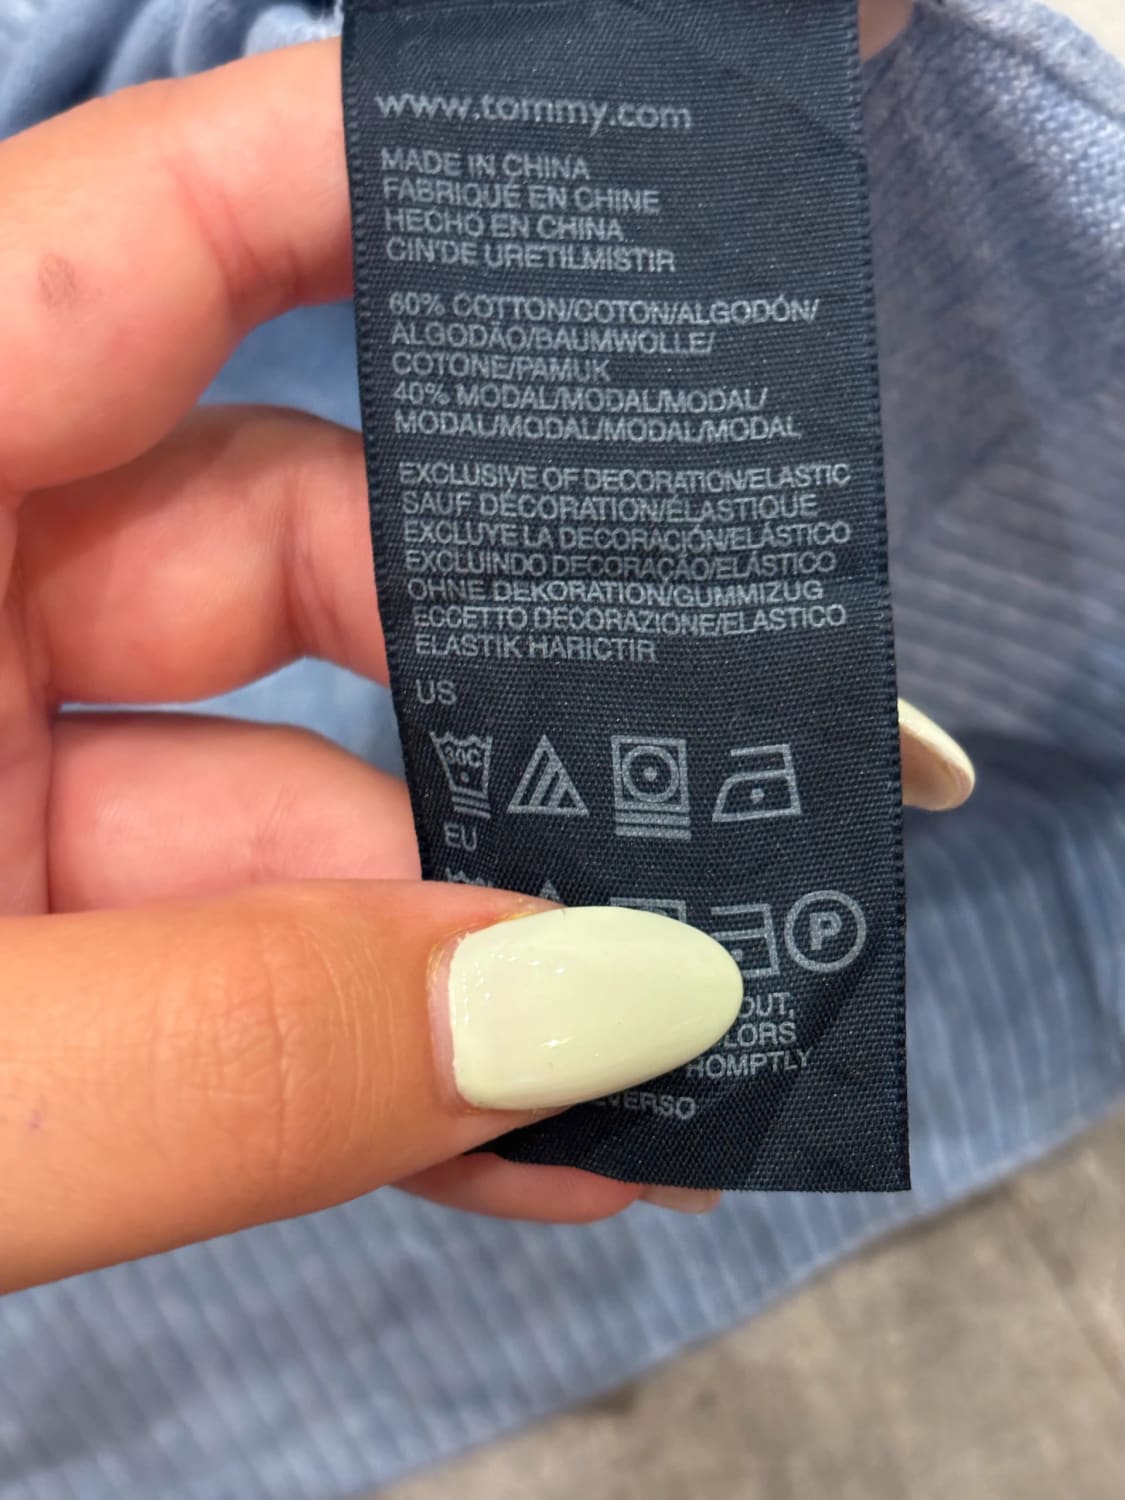 www.tommy.com
MADE IN CHINA
FABRIQUÉ EN CHINE
HECHO EN CHINA
CIN'DE URETILMISTIR
60% COTTON/COTON/ALGODÓN/
ALGODÃO/BAUMWOLLE/
COTONE/PAMUK
40% MODAL/MODAL/MODAL/
MODAL/MODAL/MODAL/MODAL
EXCLUSIVE OF DECORATION/ELASTIC
SAUF DÉCORATION/ÉLASTIQUE
EXCLUYE LA DECORACIÓN/ELÁSTICO
EXCLUINDO DECORAÇÃO/ELÁSTICO
OHNE DEKORATION/GUMMIZUG
ECCETTO DECORAZIONE/ELASTICO
ELASTIK HARICTIR
US
30C
EU
P
OUT,
LORS
ROMPTLY
VERSO